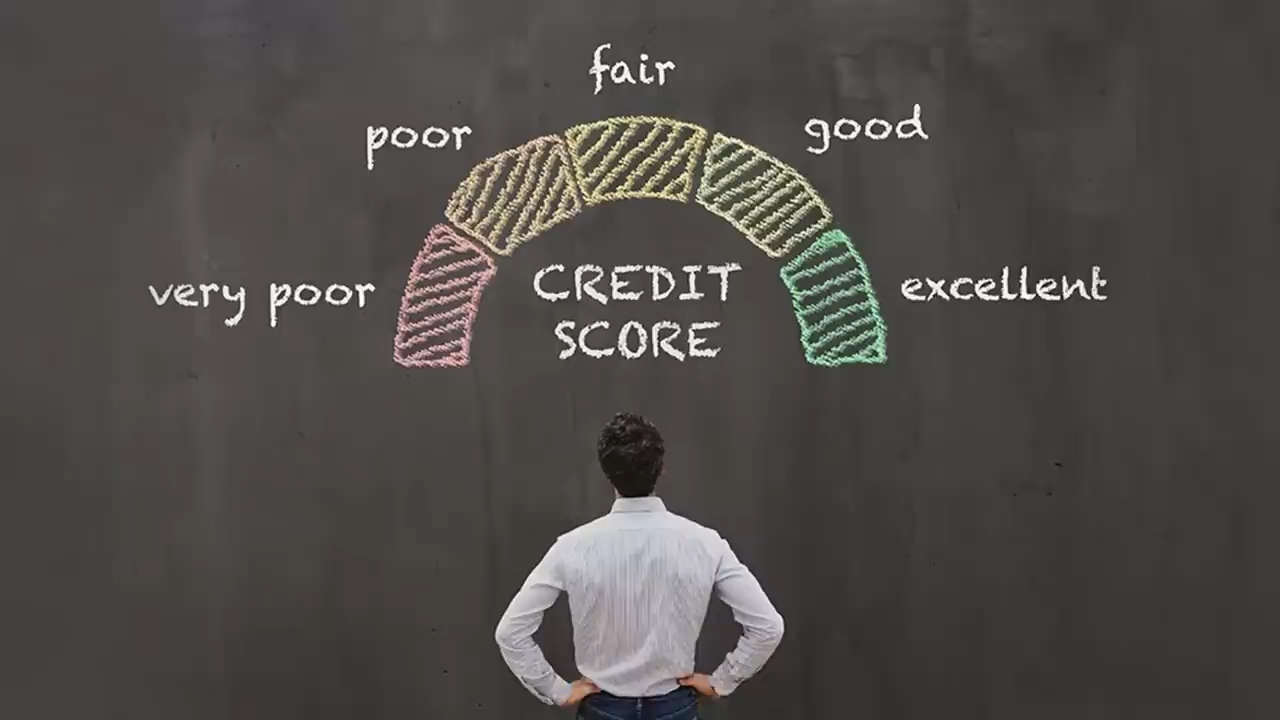 fair
poor
good
very poor
excellent
CREDIT
SCORE